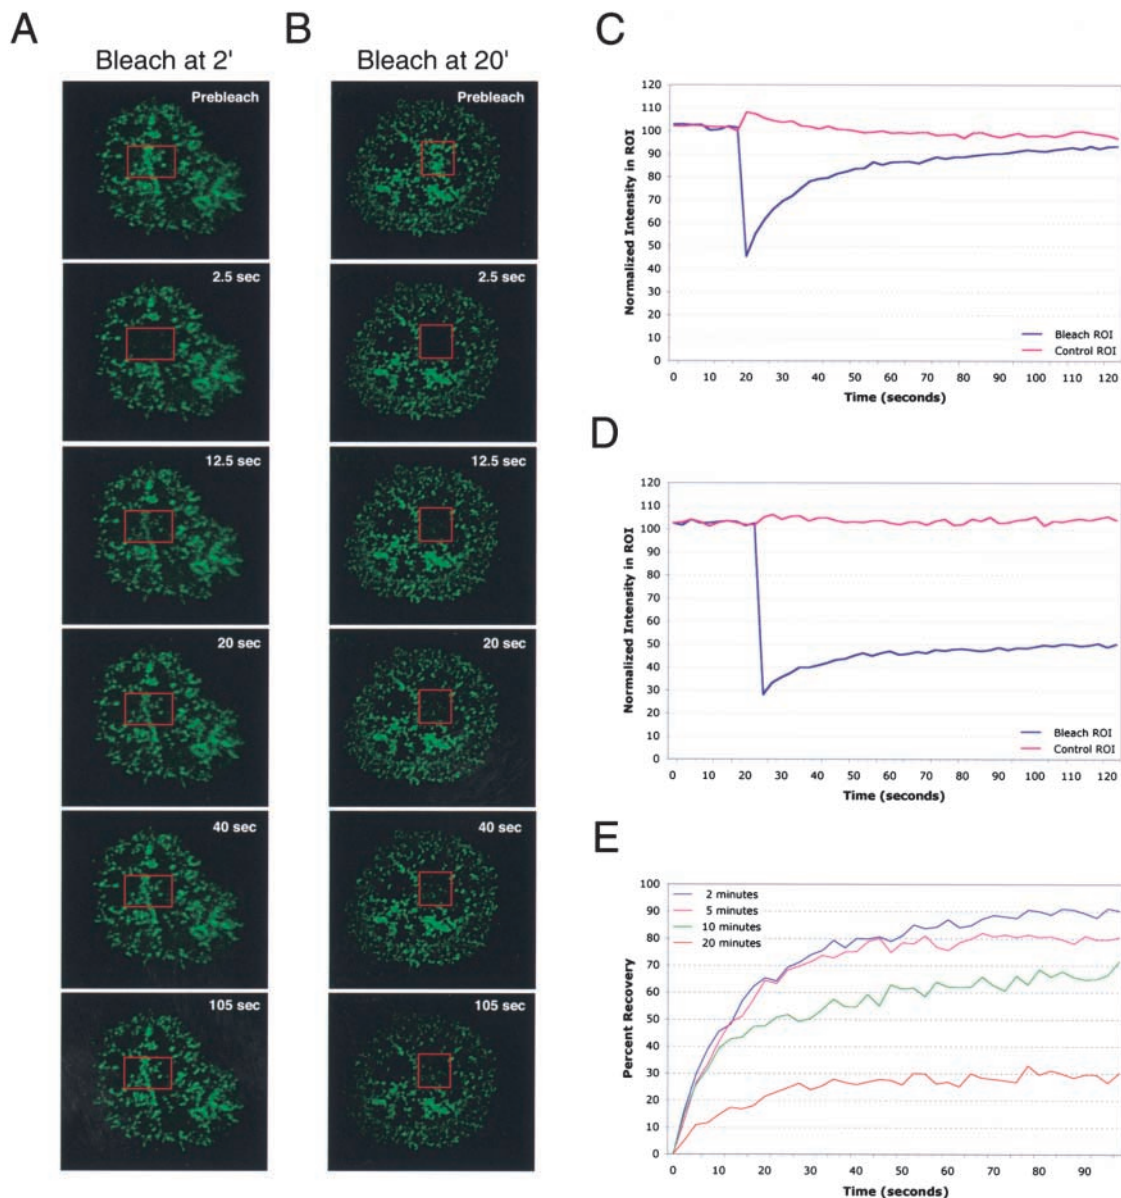 A
Bleach at 2'
Prebleach
2.5 sec
12.5 sec
20 sec
40 sec
105 sec
B
Bleach at 20'
Prebleach
2.5 sec
12.5 sec
20 sec
40 sec
105 sec
C
Normalized Intensity in ROI
120
110
100
90
80
70
60
50
40
30
20
10
0
Bleach ROI
Control ROI
0 10 20 30 40 50 60 70 80 90 100 110 120
Time (seconds)
D
Normalized Intensity in ROI
120
110
100
90
80
70
60
50
40
30
20
10
0
Bleach ROI
Control ROI
0 10 20 30 40 50 60 70 80 90 100 110 120
Time (seconds)
E
Percent Recovery
100
90
80
70
60
50
40
30
20
10
0
2 minutes
5 minutes
10 minutes
20 minutes
0 10 20 30 40 50 60 70 80 90
Time (seconds)